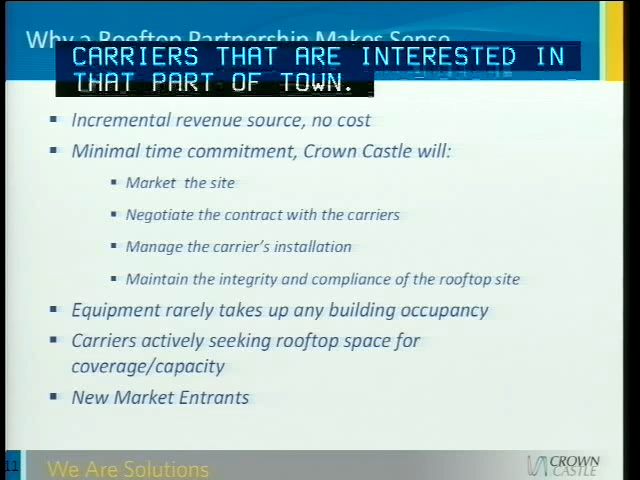 Why a Rooftop Partnership Makes Sense
CARRIERS THAT ARE INTERESTED IN
THAT PART OF TOWN.
Incremental revenue source, no cost
Minimal time commitment, Crown Castle will:
Market the site
Negotiate the contract with the carriers
Manage the carrier's installation
Maintain the integrity and compliance of the rooftop site
Equipment rarely takes up any building occupancy
Carriers actively seeking rooftop space for
coverage/capacity
New Market Entrants
11
We Are Solutions
CROWN
CASTLE